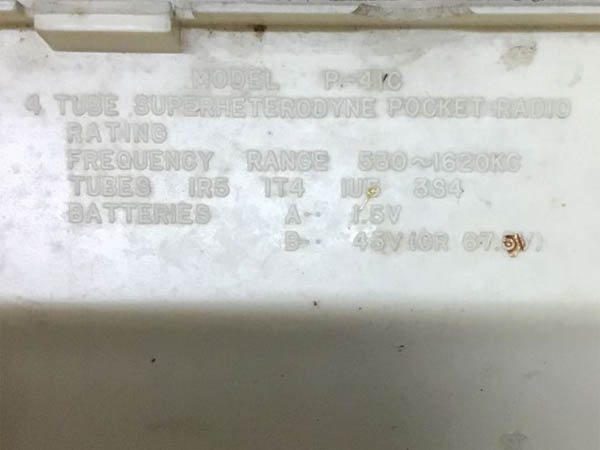 MODEL P-41C
4 TUBE SUPERHETERODYNE POCKET RADIO
RATING
FREQUENCY RANGE 530~1620KC
TUBES 1R5 1T4 1U5 3S4
BATTERIES A-- 1.5V
B-- 45V (OR 67.5V)